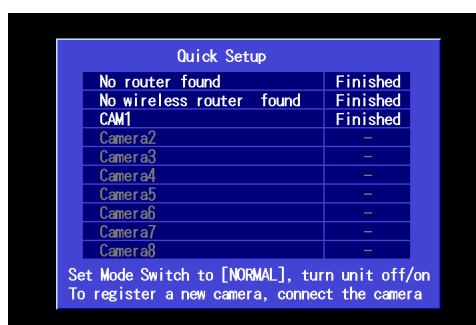 Quick Setup
No router found Finished
No wireless router found Finished
CAM1 Finished
Camera2 -
Camera3 -
Camera4 -
Camera5 -
Camera6 -
Camera7 -
Camera8 -
Set Mode Switch to [NORMAL], turn unit off/on
To register a new camera, connect the camera